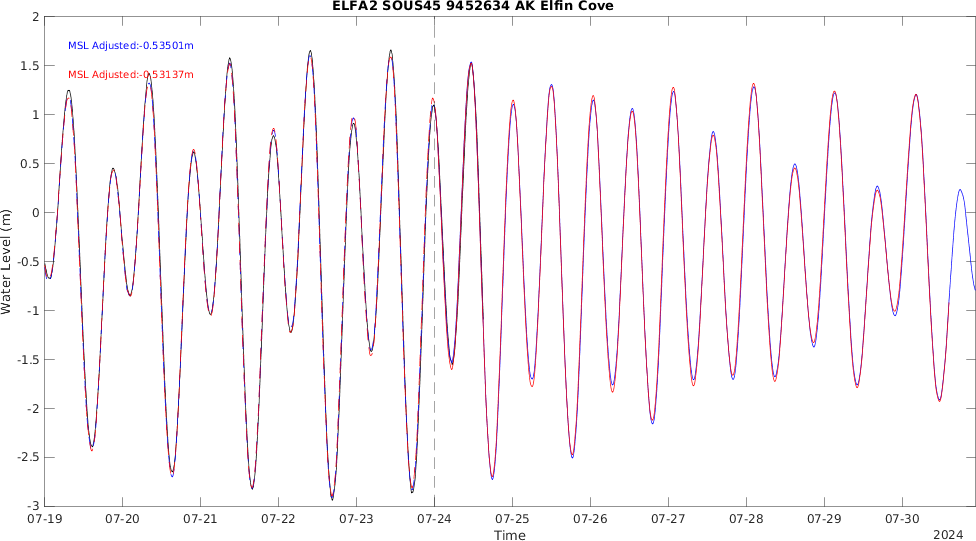 ELFA2 SOUS45 9452634 AK Elfin Cove
MSL Adjusted:-0.53501m
MSL Adjusted:-0.53137m
Water Level (m)
2
1.5
1
0.5
0
-0.5
-1
-1.5
-2
-2.5
-3
07-19 07-20 07-21 07-22 07-23 07-24 07-25 07-26 07-27 07-28 07-29 07-30
Time
2024